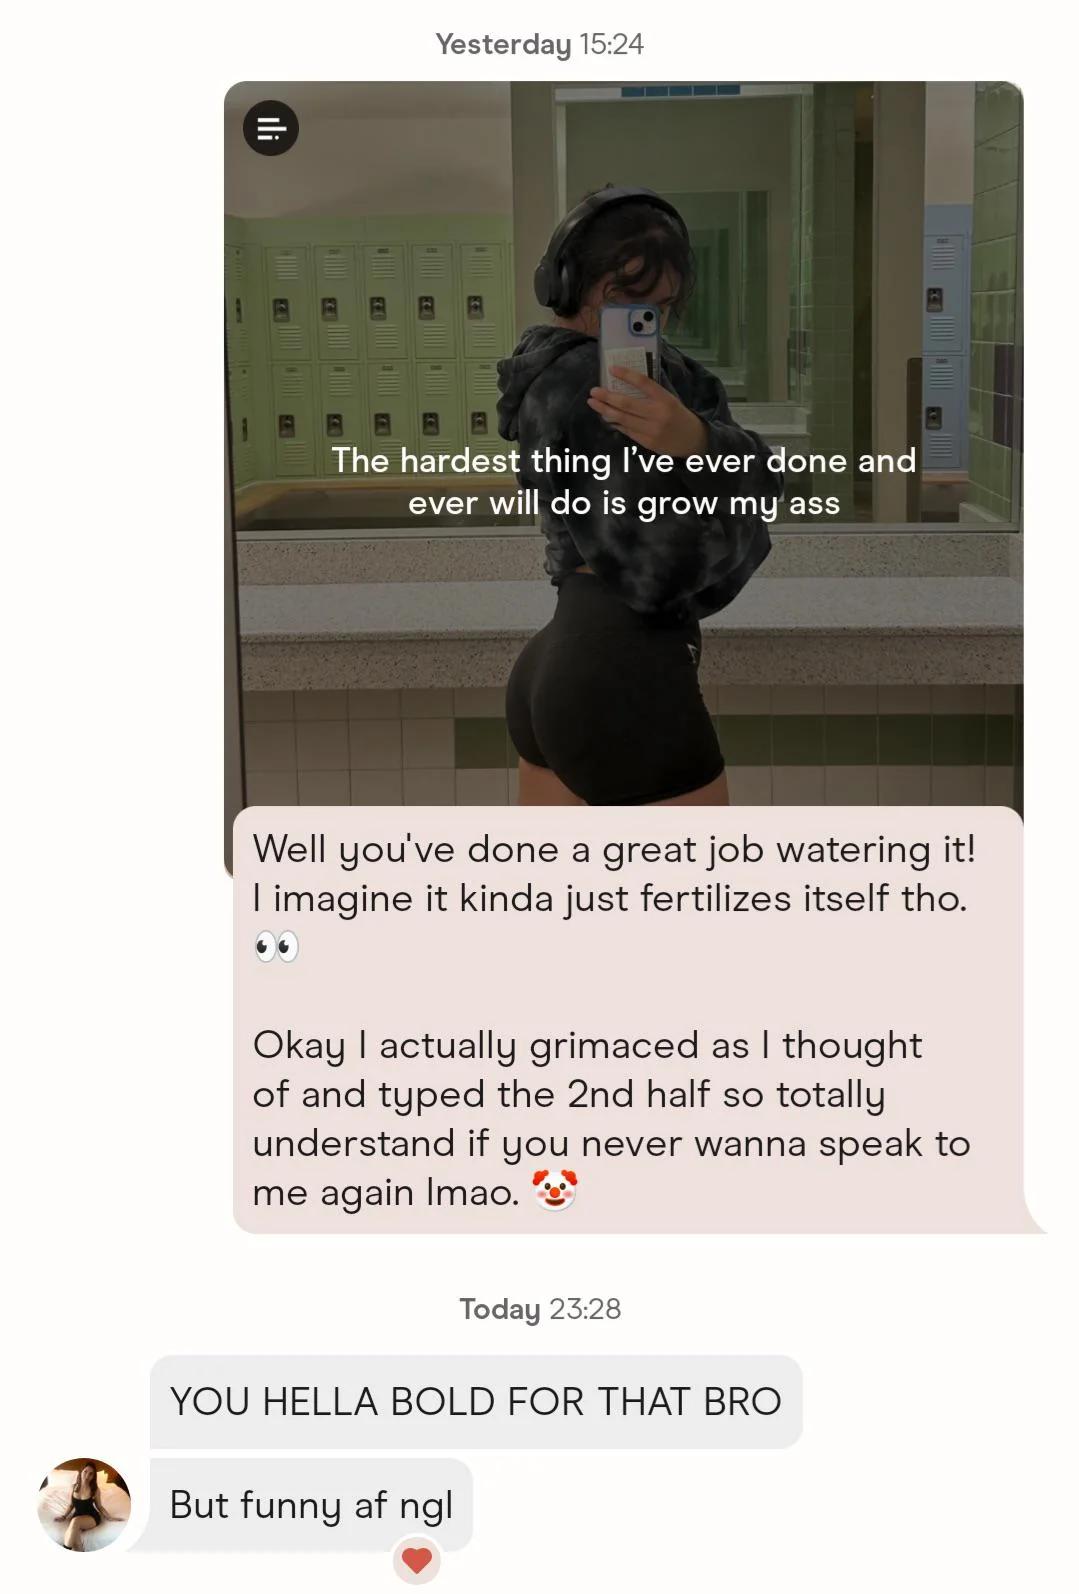 Yesterday 15:24
The hardest thing I’ve ever done and
ever will do is grow my ass
Well you've done a great job watering it!
I imagine it kinda just fertilizes itself tho.
👀
Okay I actually grimaced as I thought
of and typed the 2nd half so totally
understand if you never wanna speak to
me again lmao. 🤡
Today 23:28
YOU HELLA BOLD FOR THAT BRO
But funny af ngl